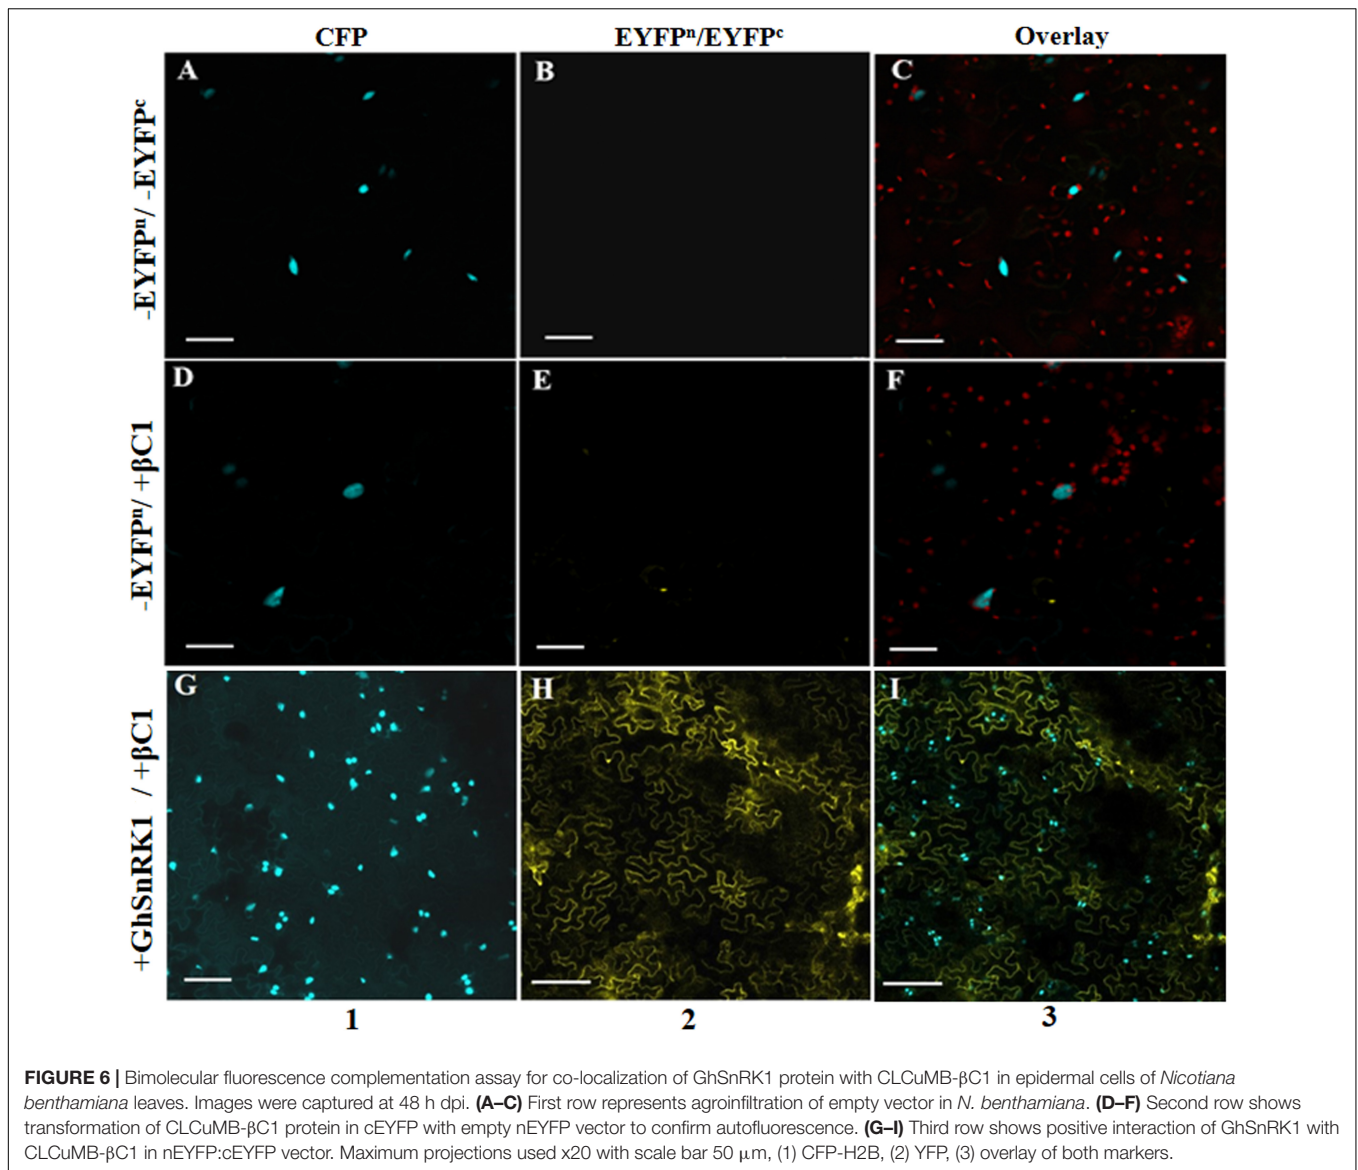 CFP EYFPⁿ/EYFPᶜ Overlay
-EYFPⁿ/ -EYFPᶜ
A B C
-EYFPⁿ/ +βC1
D E F
+GhSnRK1 / +βC1
G H I
1 2 3
FIGURE 6 | Bimolecular fluorescence complementation assay for co-localization of GhSnRK1 protein with CLCuMB-βC1 in epidermal cells of Nicotiana
benthamiana leaves. Images were captured at 48 h dpi. (A–C) First row represents agroinfiltration of empty vector in N. benthamiana. (D–F) Second row shows
transformation of CLCuMB-βC1 protein in cEYFP with empty nEYFP vector to confirm autofluorescence. (G–I) Third row shows positive interaction of GhSnRK1 with
CLCuMB-βC1 in nEYFP:cEYFP vector. Maximum projections used x20 with scale bar 50 μm, (1) CFP-H2B, (2) YFP, (3) overlay of both markers.